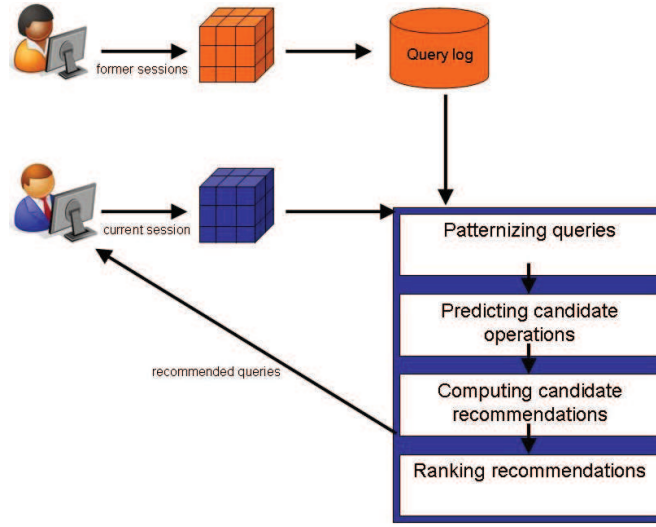 former sessions
Query log
current session
Patternizing queries
Predicting candidate
operations
Computing candidate
recommendations
Ranking recommendations
recommended queries